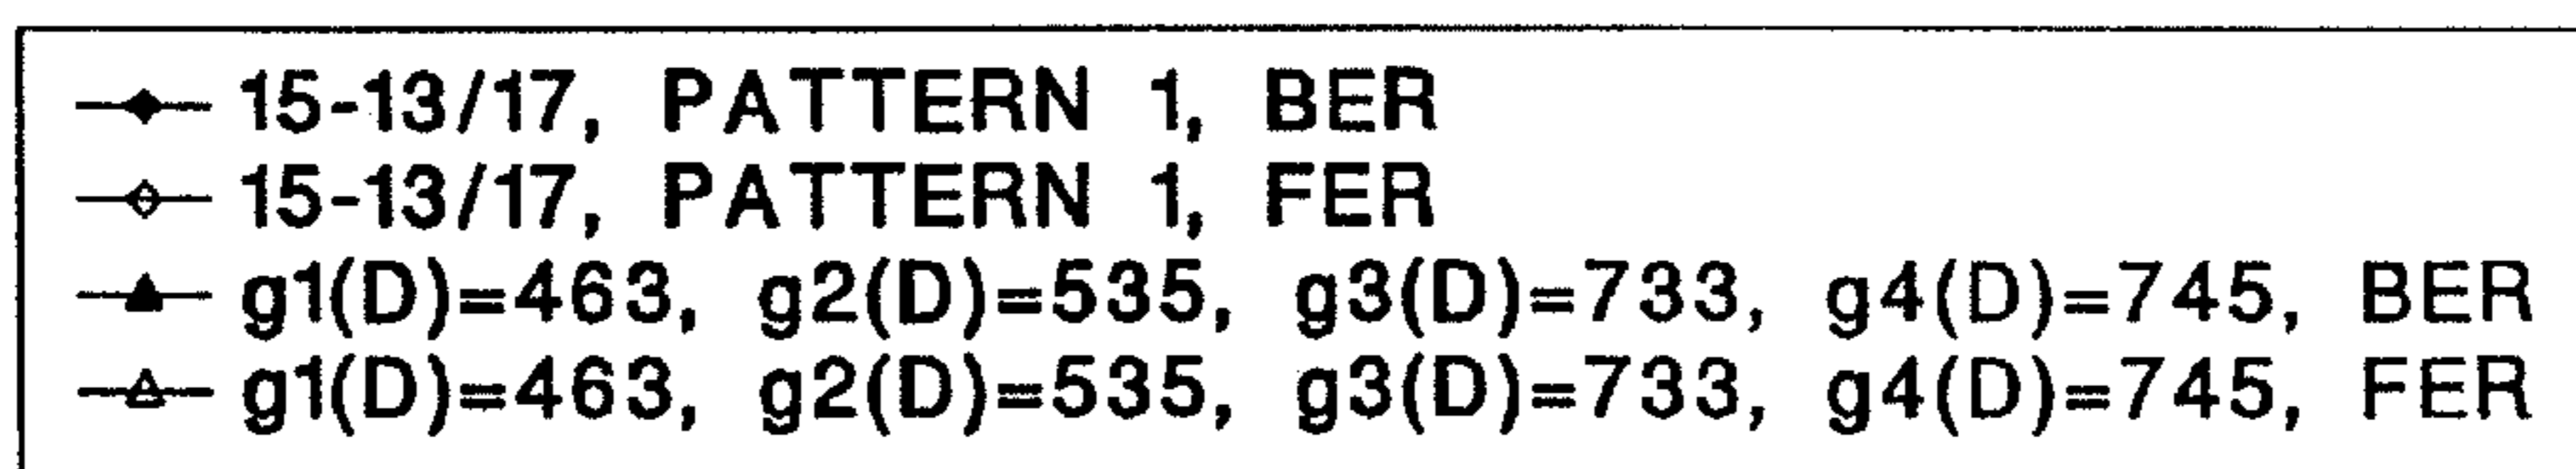 15-13/17, PATTERN 1, BER
15-13/17, PATTERN 1, FER
g1(D)=463, g2(D)=535, g3(D)=733, g4(D)=745, BER
g1(D)=463, g2(D)=535, g3(D)=733, g4(D)=745, FER